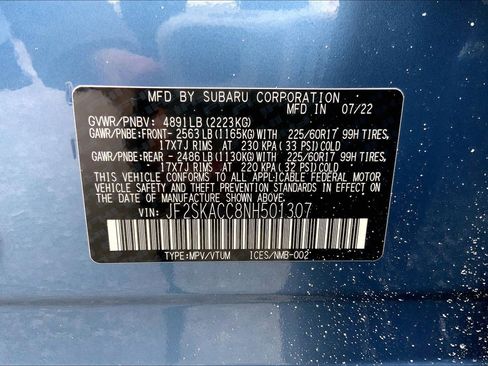 MFD. BY SUBARU CORPORATION
MFD. IN 07/22
GVWR/PNBV: 4891LB(2223KG)
GAWR/PNBE:FRONT- 2563LB(1165KG)WITH 225/60R17 99H TIRES,
17X7J RIMS AT 230 KPA (33 PSI)COLD
GAWR/PNBE:REAR - 2486LB(1130KG)WITH 225/60R17 99H TIRES,
17X7J RIMS AT 220 KPA (32 PSI)COLD
THIS VEHICLE CONFORMS TO ALL APPLICABLE FEDERAL MOTOR
VEHICLE SAFETY AND THEFT PREVENTION STANDARDS IN EFFECT ON
THE DATE OF MANUFACTURE SHOWN ABOVE.
VIN: JF2SKACC8NH501307
TYPE:MPV/VTUM ICES/NMB-002